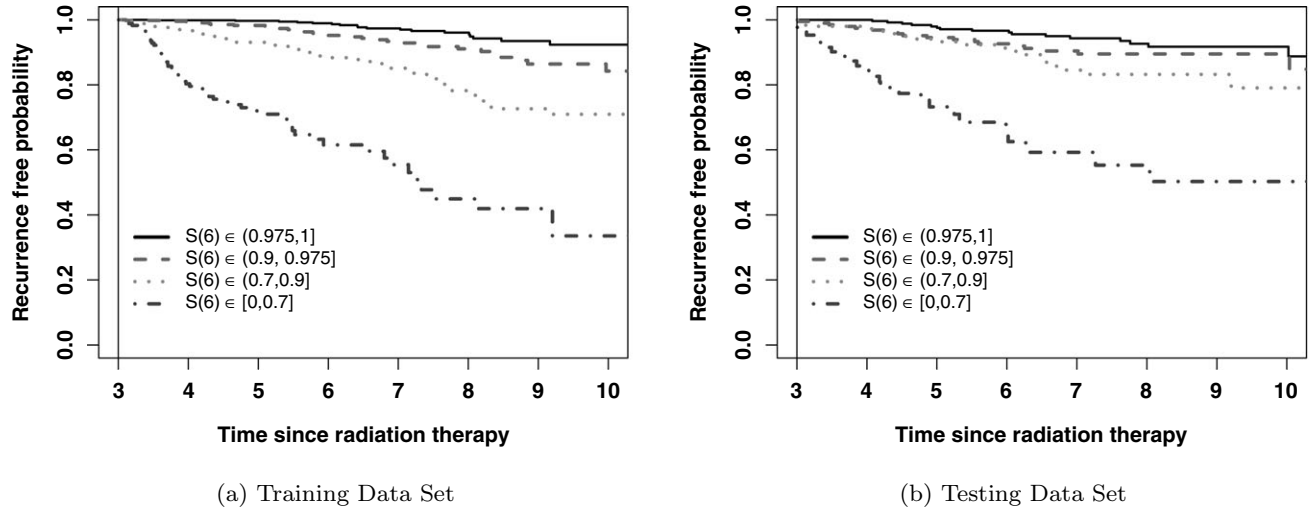 Recurrence free probability
0.0 0.2 0.4 0.6 0.8 1.0
S(6) ∈ (0.975,1]
S(6) ∈ (0.9, 0.975]
S(6) ∈ (0.7,0.9]
S(6) ∈ [0,0.7]
3 4 5 6 7 8 9 10
Time since radiation therapy
(a) Training Data Set
Recurrence free probability
0.0 0.2 0.4 0.6 0.8 1.0
S(6) ∈ (0.975,1]
S(6) ∈ (0.9, 0.975]
S(6) ∈ (0.7,0.9]
S(6) ∈ [0,0.7]
3 4 5 6 7 8 9 10
Time since radiation therapy
(b) Testing Data Set